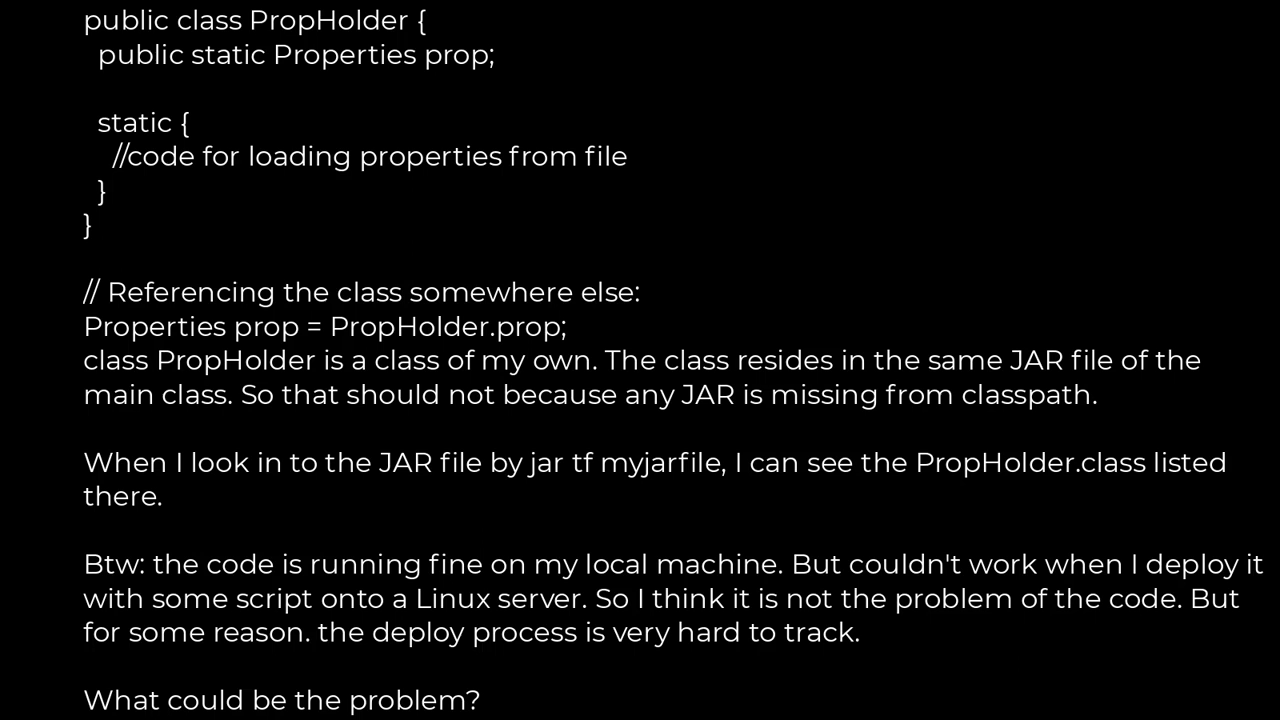 public class PropHolder {
public static Properties prop;
static {
//code for loading properties from file
}
}
// Referencing the class somewhere else:
Properties prop = PropHolder.prop;
class PropHolder is a class of my own. The class resides in the same JAR file of the
main class. So that should not because any JAR is missing from classpath.
When I look in to the JAR file by jar tf myjarfile, I can see the PropHolder.class listed
there.
Btw: the code is running fine on my local machine. But couldn't work when I deploy it
with some script onto a Linux server. So I think it is not the problem of the code. But
for some reason. the deploy process is very hard to track.
What could be the problem?